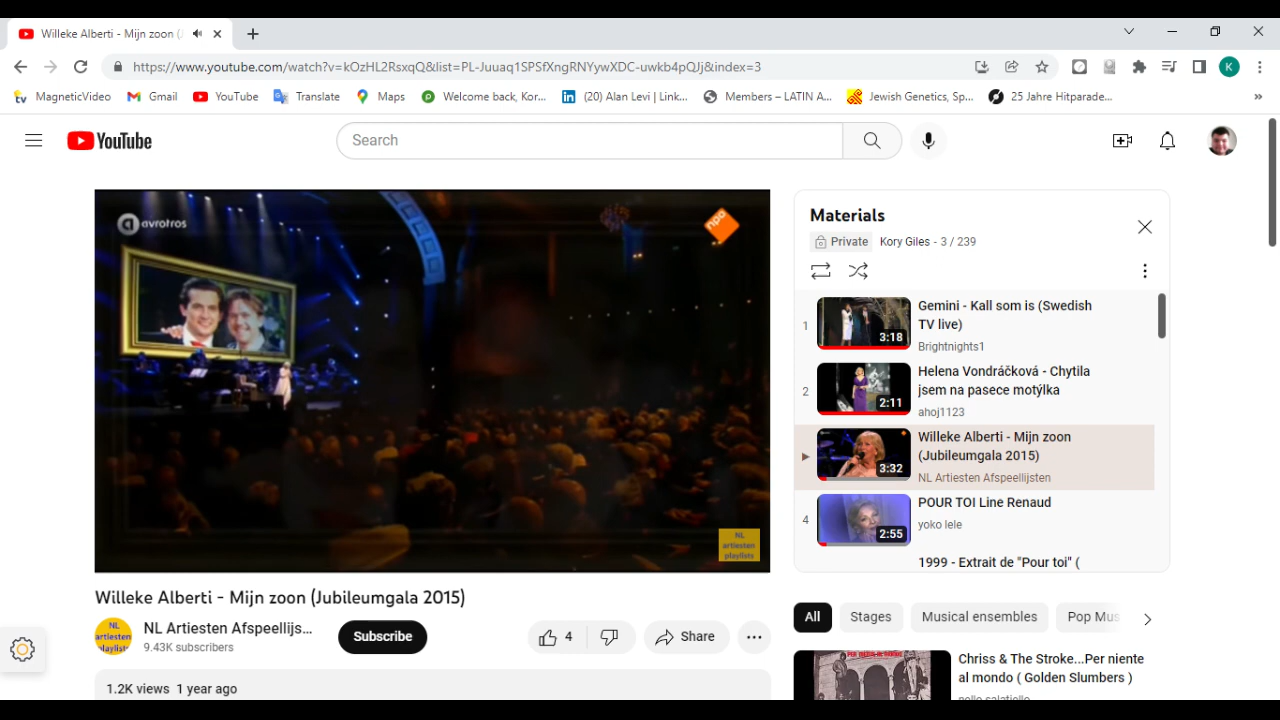 Willeke Alberti - Mijn zoon (J
https://www.youtube.com/watch?v=kOzHL2RsxqQ&list=PL-Juuaq1SPSfXngRNYywXDC-uwkb4pQJj&index=3
K
tv MagneticVideo
Gmail
YouTube
Translate
Maps
Welcome back, Kor...
in (20) Alan Levi | Link...
Members – LATIN A...
Jewish Genetics, Sp...
25 Jahre Hitparade...
YouTube
Search
avrotros
npo
NL
artiesten
playlists
Materials
Private Kory Giles - 3 / 239
1
Gemini - Kall som is (Swedish
TV live)
3:18
Brightnights1
2
Helena Vondráčková - Chytila
jsem na pasece motýlka
2:11
ahoj1123
Willeke Alberti - Mijn zoon
(Jubileumgala 2015)
3:32
NL Artiesten Afspeellijsten
4
POUR TOI Line Renaud
yoko lele
2:55
1999 - Extrait de "Pour toi" (
Willeke Alberti - Mijn zoon (Jubileumgala 2015)
NL
artiesten
playlists
NL Artiesten Afspeellijs...
9.43K subscribers
Subscribe
4
Share
1.2K views 1 year ago
All
Stages
Musical ensembles
Pop Mus
Chriss & The Stroke...Per niente
al mondo ( Golden Slumbers )